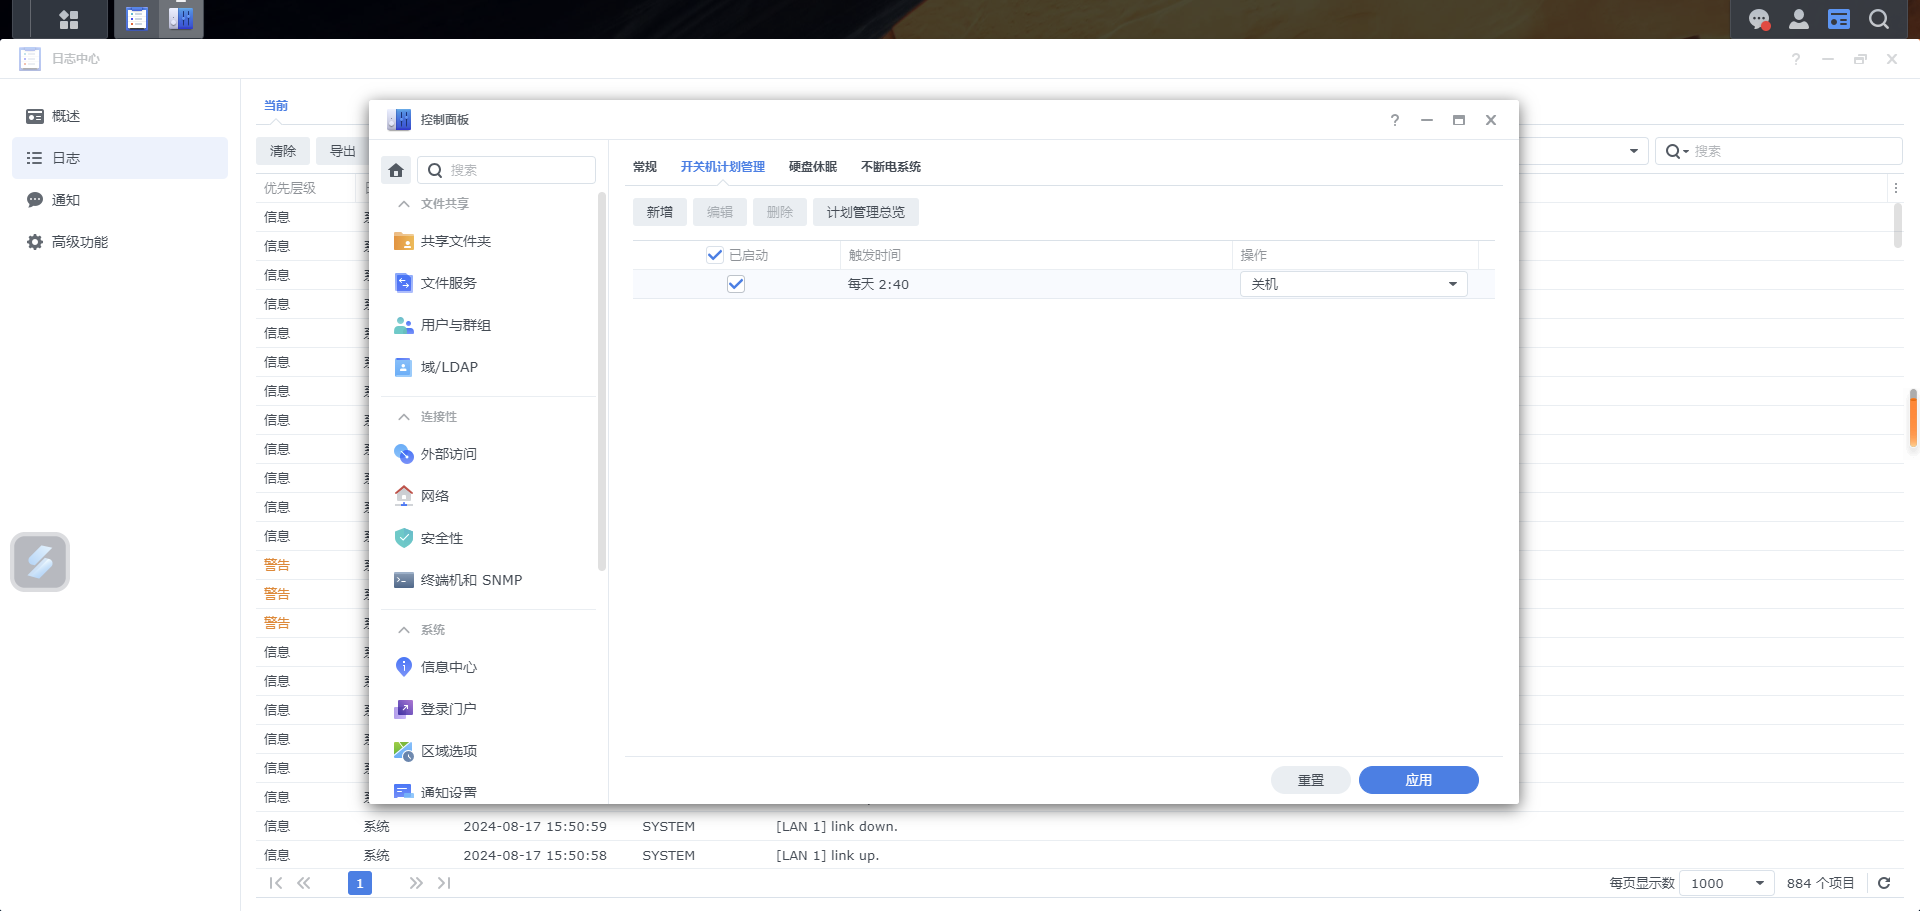 日志中心
概述
日志
通知
高级功能
当前
清除
导出
搜索
优先层级
信息
信息
信息
信息
信息
信息
信息
信息
信息
信息
信息
信息
警告
警告
警告
信息
信息
信息
信息
信息
信息
信息 系统 2024-08-17 15:50:59 SYSTEM [LAN 1] link down.
信息 系统 2024-08-17 15:50:58 SYSTEM [LAN 1] link up.
1
每页显示数 1000 884 个项目
控制面板
搜索
文件共享
共享文件夹
文件服务
用户与群组
域/LDAP
连接性
外部访问
网络
安全性
终端机和 SNMP
系统
信息中心
登录门户
区域选项
通知设置
常规 开关机计划管理 硬盘休眠 不断电系统
新增 编辑 删除 计划管理总览
已启动 触发时间 操作
每天 2:40 关机
重置 应用